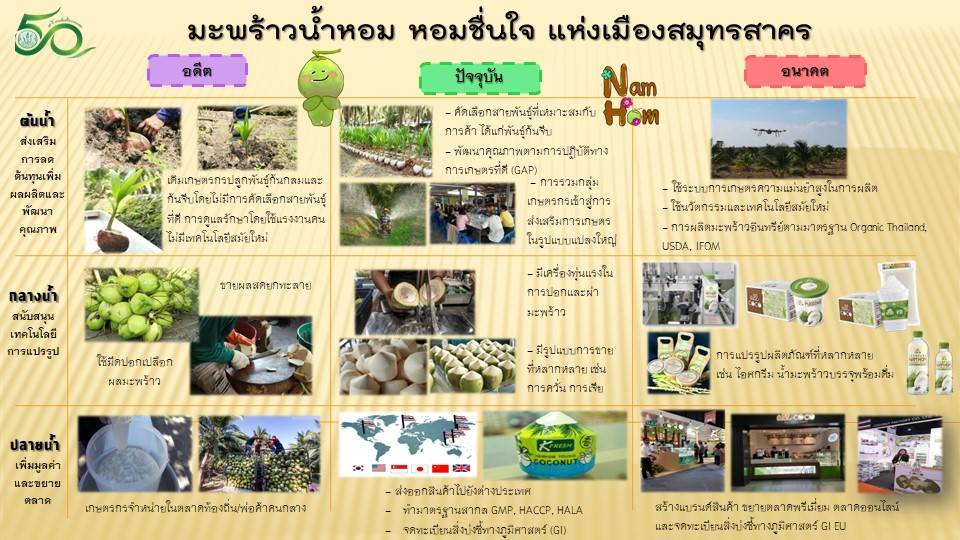 ๕๐
มะพร้าวน้ำหอม หอมชื่นใจ แห่งเมืองสมุทรสาคร
อดีต
ปัจจุบัน
Nam
Hom
อนาคต
ต้นน้ำ
ส่งเสริม
การลด
ต้นทุนเพิ่ม
ผลผลิตและ
พัฒนา
คุณภาพ
เดิมเกษตรกรปลูกพันธุ์ก้นกลมและ
ก้นจีบโดยไม่มีการคัดเลือกสายพันธุ์
ที่ดี การดูแลรักษาโดยใช้แรงงานคน
ไม่มีเทคโนโลยีสมัยใหม่
- คัดเลือกสายพันธุ์ที่เหมาะสมกับ
การค้า ได้แก่พันธุ์ก้นจีบ
- พัฒนาคุณภาพตามการปฏิบัติทาง
การเกษตรที่ดี (GAP)
- การรวมกลุ่ม
เกษตรกรเข้าสู่การ
ส่งเสริมการเกษตร
ในรูปแบบแปลงใหญ่
- ใช้ระบบการเกษตรความแม่นยำสูงในการผลิต
- ใช้นวัตกรรมและเทคโนโลยีสมัยใหม่
- การผลิตมะพร้าวอินทรีย์ตามมาตรฐาน Organic Thailand,
USDA, IFOM
กลางน้ำ
สนับสนุน
เทคโนโลยี
การแปรรูป
ขายผลสดยกทะลาย
ใช้มีดปอกเปลือก
ผลมะพร้าว
- มีเครื่องทุ่นแรงใน
การปอกและผ่า
มะพร้าว
- มีรูปแบบการขาย
ที่หลากหลาย เช่น
การควั่น การเจีย
การแปรรูปผลิตภัณฑ์ที่หลากหลาย
เช่น ไอศกรีม น้ำมะพร้าวบรรจุพร้อมดื่ม
ปลายน้ำ
เพิ่มมูลค่า
และขยาย
ตลาด
เกษตรกรจำหน่ายในตลาดท้องถิ่น/พ่อค้าคนกลาง
K FRESH
COCONUT
- ส่งออกสินค้าไปยังต่างประเทศ
- ทำมาตรฐานสากล GMP, HACCP, HALA
- จดทะเบียนสิ่งบ่งชี้ทางภูมิศาสตร์ (GI)
สร้างแบรนด์สินค้า ขยายตลาดพรีเมี่ยม ตลาดออนไลน์
และจดทะเบียนสิ่งบ่งชี้ทางภูมิศาสตร์ GI EU